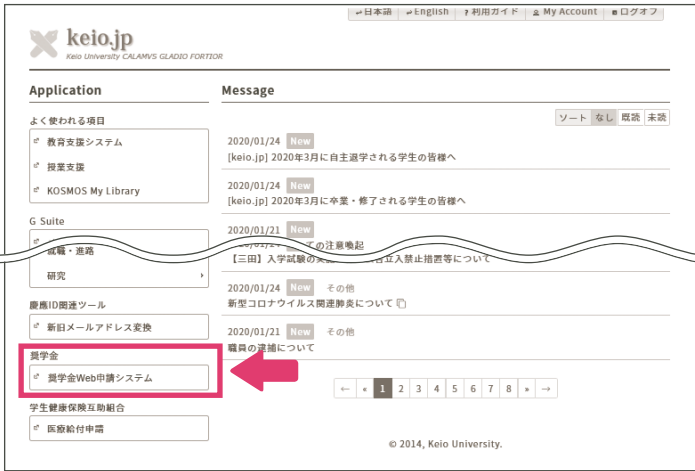 日本語 English ? 利用ガイド My Account ログオフ
keio.jp
Keio University CALAMVS GLADIO FORTIOR
Application
よく使われる項目
教育支援システム
授業支援
KOSMOS My Library
G Suite
就職・進路
研究
慶應ID関連ツール
新旧メールアドレス変換
奨学金
奨学金Web申請システム
学生健康保険互助組合
医療給付申請
Message
ソート なし 既読 未読
2020/01/24 New
[keio.jp] 2020年3月に自主退学される学生の皆様へ
2020/01/24 New
[keio.jp] 2020年3月に卒業・修了される学生の皆様へ
2020/01/21 New
ての注意喚起
【三田】入学試験の実 立入禁止措置等について
2020/01/24 New その他
新型コロナウイルス関連肺炎について
2020/01/21 New その他
職員の逮捕について
← « 1 2 3 4 5 6 7 8 » →
© 2014, Keio University.